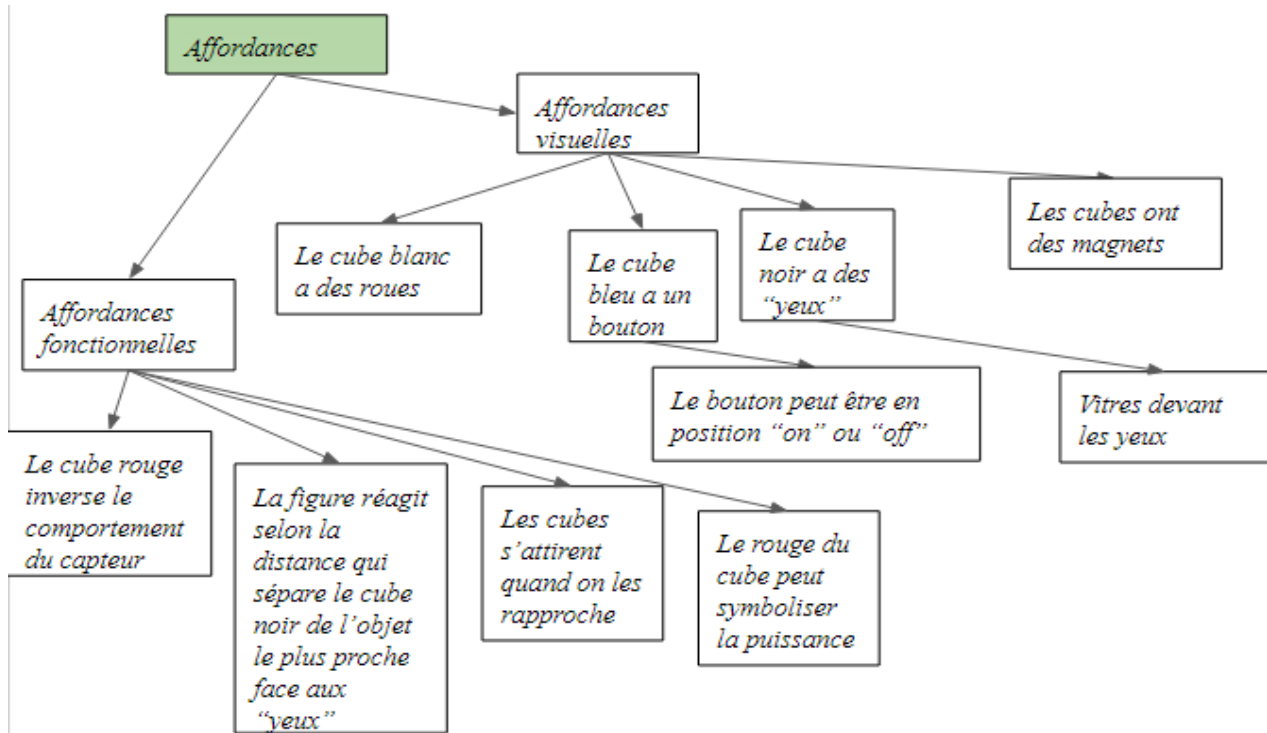 Affordances
Affordances
visuelles
Le cube blanc
a des roues
Le cube
bleu a un
bouton
Le cube
noir a des
“yeux”
Les cubes ont
des magnets
Affordances
fonctionnelles
Le bouton peut être en
position “on” ou “off”
Vitres devant
les yeux
Le cube rouge
inverse le
comportement
du capteur
La figure réagit
selon la
distance qui
sépare le cube
noir de l’objet
le plus proche
face aux
“yeux”
Les cubes
s’attirent
quand on les
rapproche
Le rouge du
cube peut
symboliser
la puissance